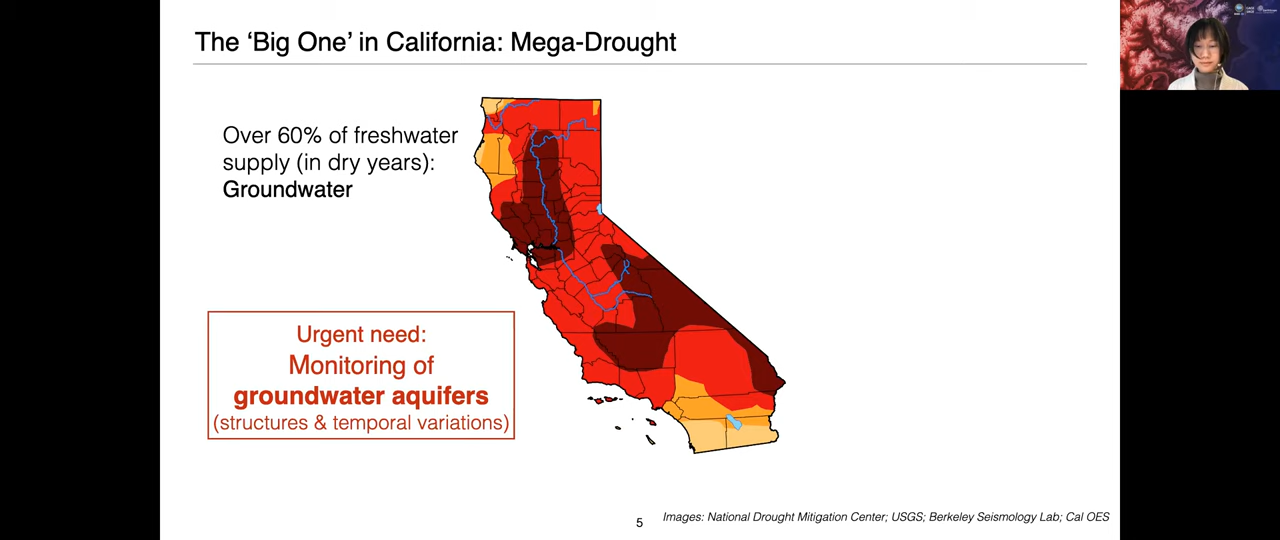 The ‘Big One’ in California: Mega-Drought
Over 60% of freshwater
supply (in dry years):
Groundwater
Urgent need:
Monitoring of
groundwater aquifers
(structures & temporal variations)
5
Images: National Drought Mitigation Center; USGS; Berkeley Seismology Lab; Cal OES